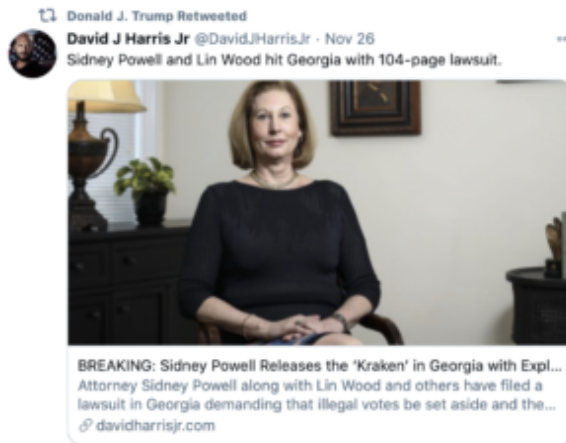 Donald J. Trump Retweeted
David J Harris Jr @DavidJHarrisJr · Nov 26
Sidney Powell and Lin Wood hit Georgia with 104-page lawsuit.
BREAKING: Sidney Powell Releases the 'Kraken' in Georgia with Expl...
Attorney Sidney Powell along with Lin Wood and others have filed a
lawsuit in Georgia demanding that illegal votes be set aside and the...
davidharrisjr.com